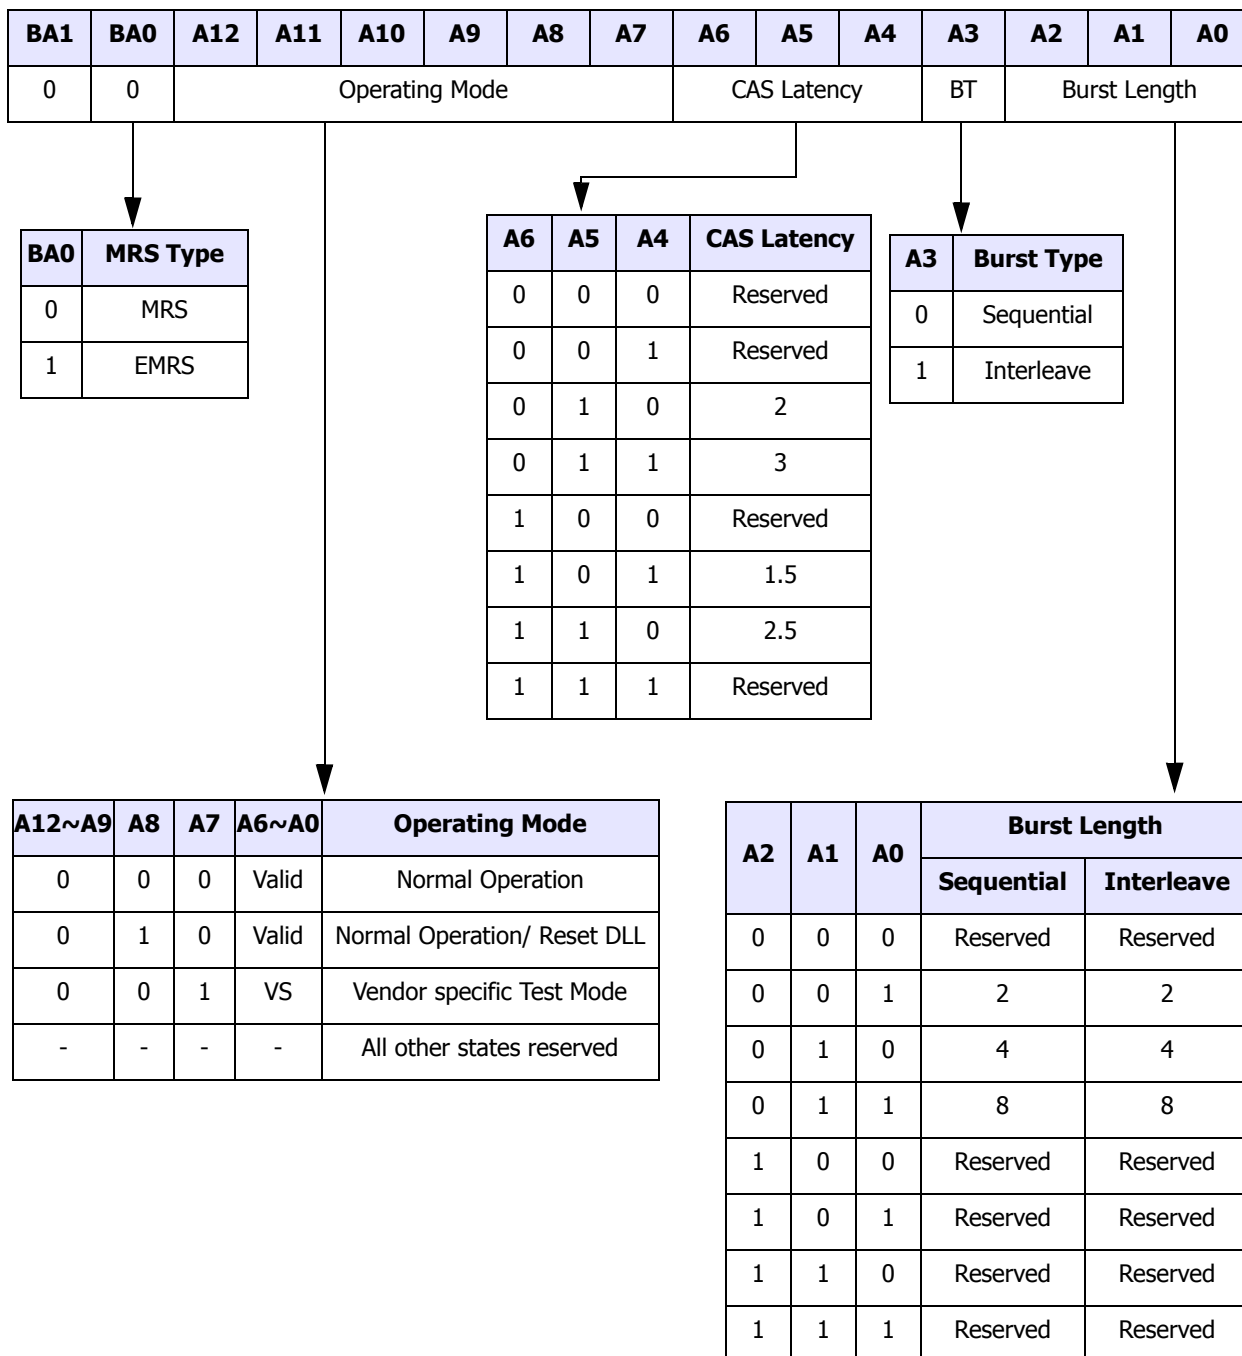 BA1 BA0 A12 A11 A10 A9 A8 A7 A6 A5 A4 A3 A2 A1 A0
0 0 Operating Mode CAS Latency BT Burst Length
BA0 MRS Type
0 MRS
1 EMRS
A6 A5 A4 CAS Latency
0 0 0 Reserved
0 0 1 Reserved
0 1 0 2
0 1 1 3
1 0 0 Reserved
1 0 1 1.5
1 1 0 2.5
1 1 1 Reserved
A3 Burst Type
0 Sequential
1 Interleave
A12~A9 A8 A7 A6~A0 Operating Mode
0 0 0 Valid Normal Operation
0 1 0 Valid Normal Operation/ Reset DLL
0 0 1 VS Vendor specific Test Mode
- - - - All other states reserved
A2 A1 A0 Burst Length
Sequential Interleave
0 0 0 Reserved Reserved
0 0 1 2 2
0 1 0 4 4
0 1 1 8 8
1 0 0 Reserved Reserved
1 0 1 Reserved Reserved
1 1 0 Reserved Reserved
1 1 1 Reserved Reserved